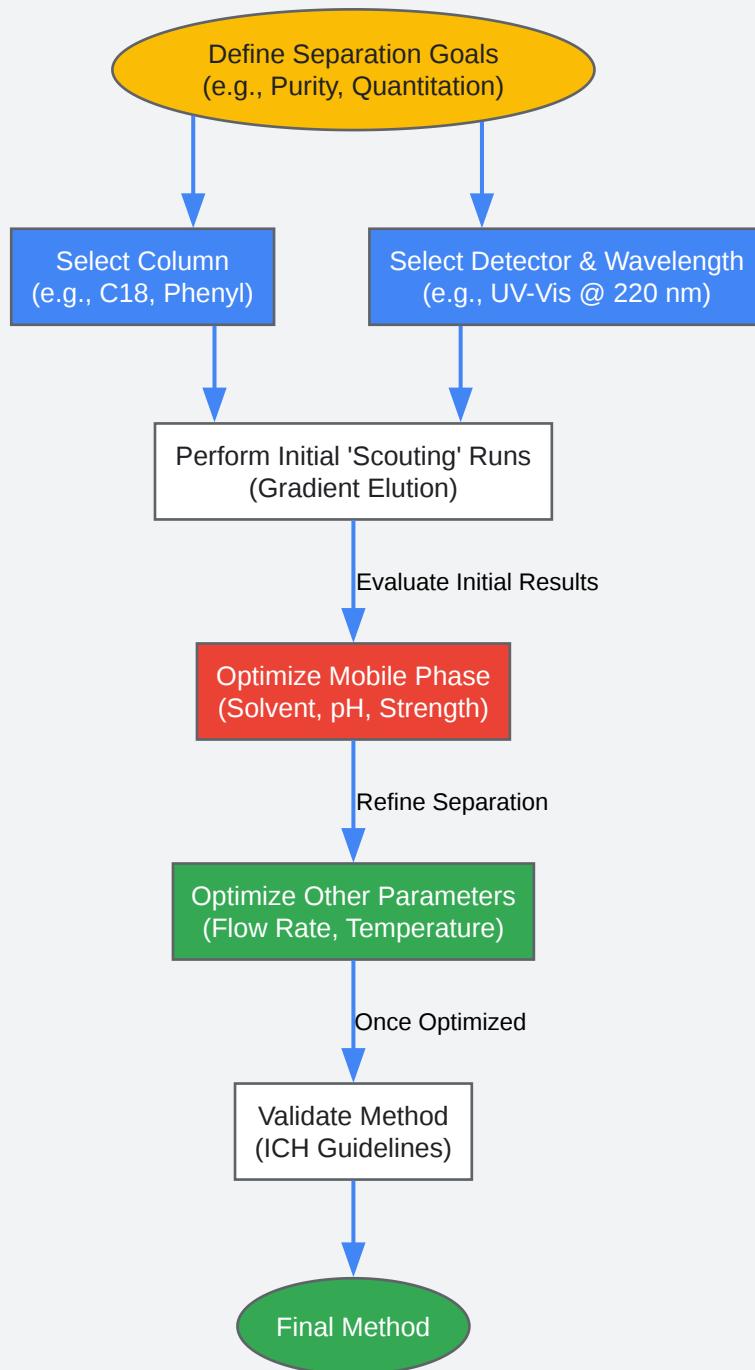 Define Separation Goals
(e.g., Purity, Quantitation)
Select Column
(e.g., C18, Phenyl)
Select Detector & Wavelength
(e.g., UV-Vis @ 220 nm)
Perform Initial 'Scouting' Runs
(Gradient Elution)
Evaluate Initial Results
Optimize Mobile Phase
(Solvent, pH, Strength)
Refine Separation
Optimize Other Parameters
(Flow Rate, Temperature)
Once Optimized
Validate Method
(ICH Guidelines)
Final Method